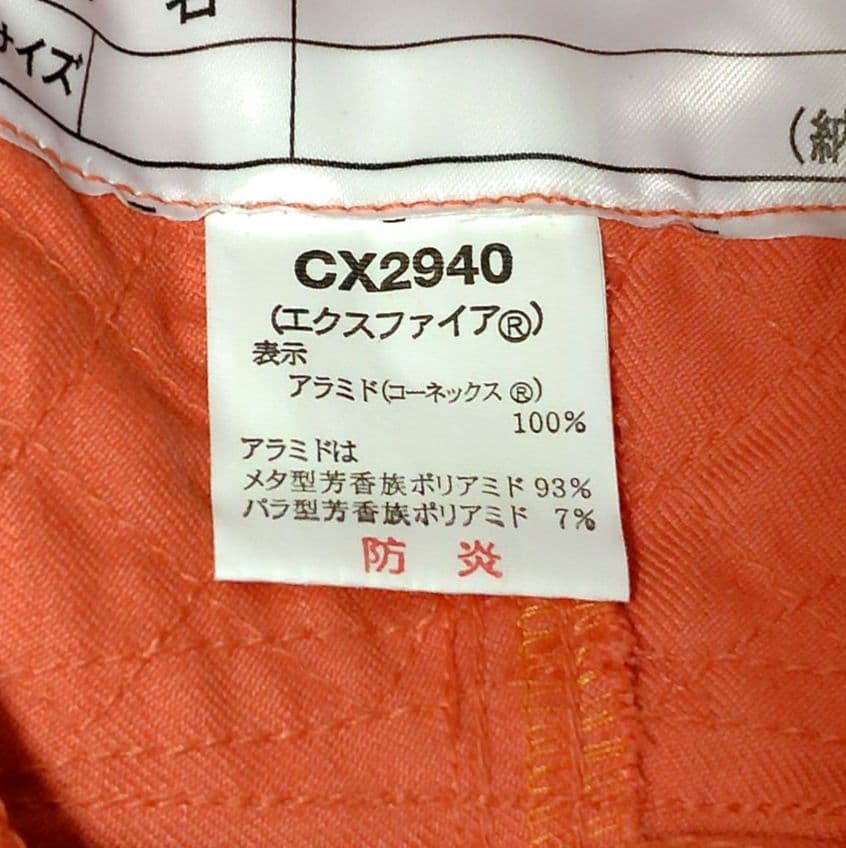 名
サイズ
(納
CX2940
(エクスファイア®)
表示
アラミド(コーネックス®)
100%
アラミドは
メタ型芳香族ポリアミド 93%
パラ型芳香族ポリアミド 7%
防 炎